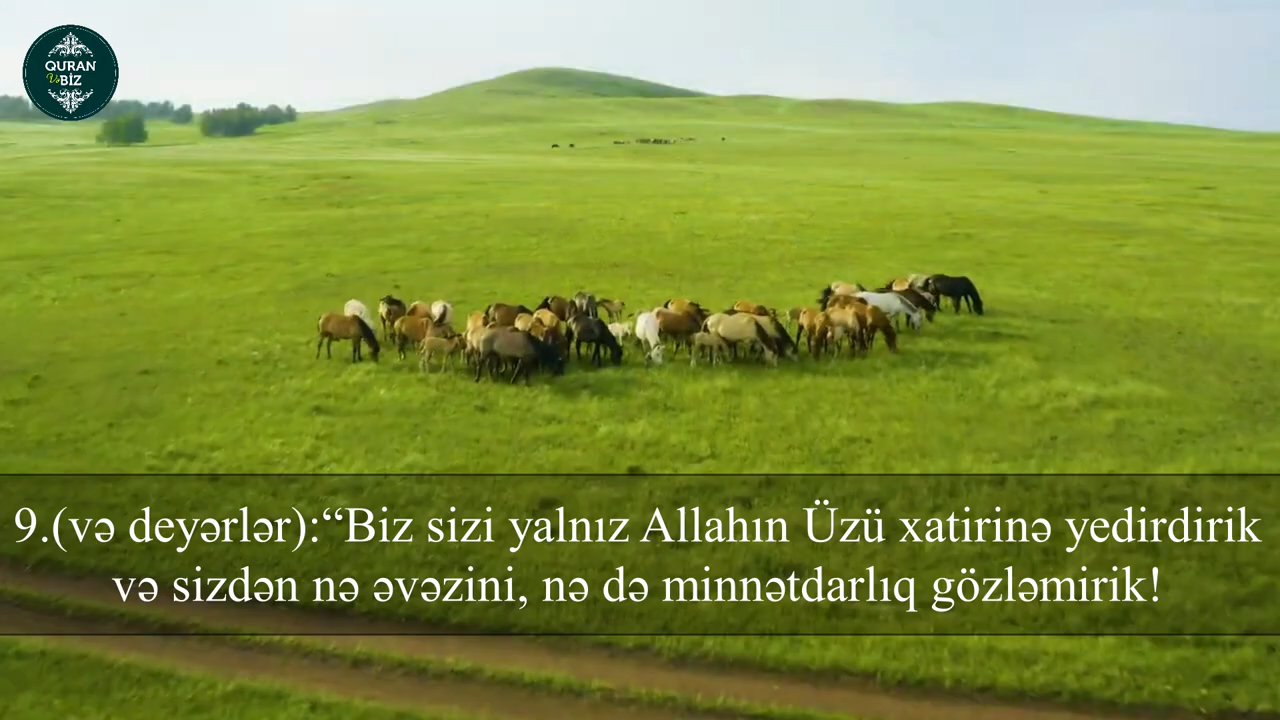 QURAN
Və BİZ
9.(və deyərlər):“Biz sizi yalnız Allahın Üzü xatirinə yedirdirik
və sizdən nə əvəzini, nə də minnətdarlıq gözləmirik!